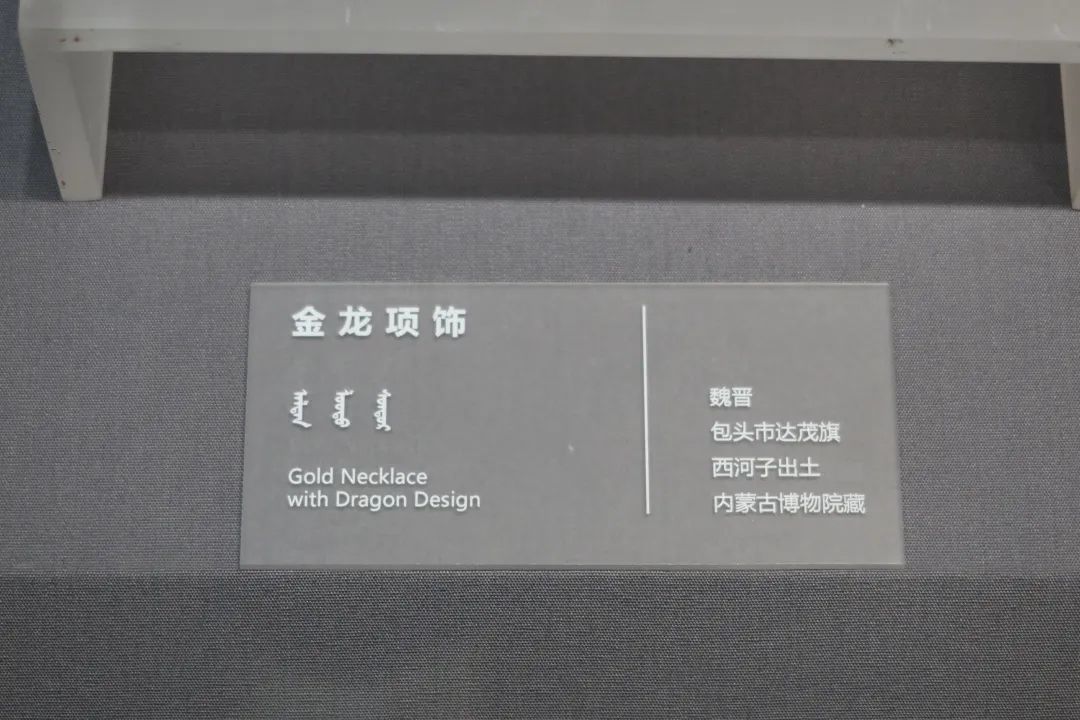 金龙项饰
Gold Necklace
with Dragon Design
魏晋
包头市达茂旗
西河子出土
内蒙古博物院藏